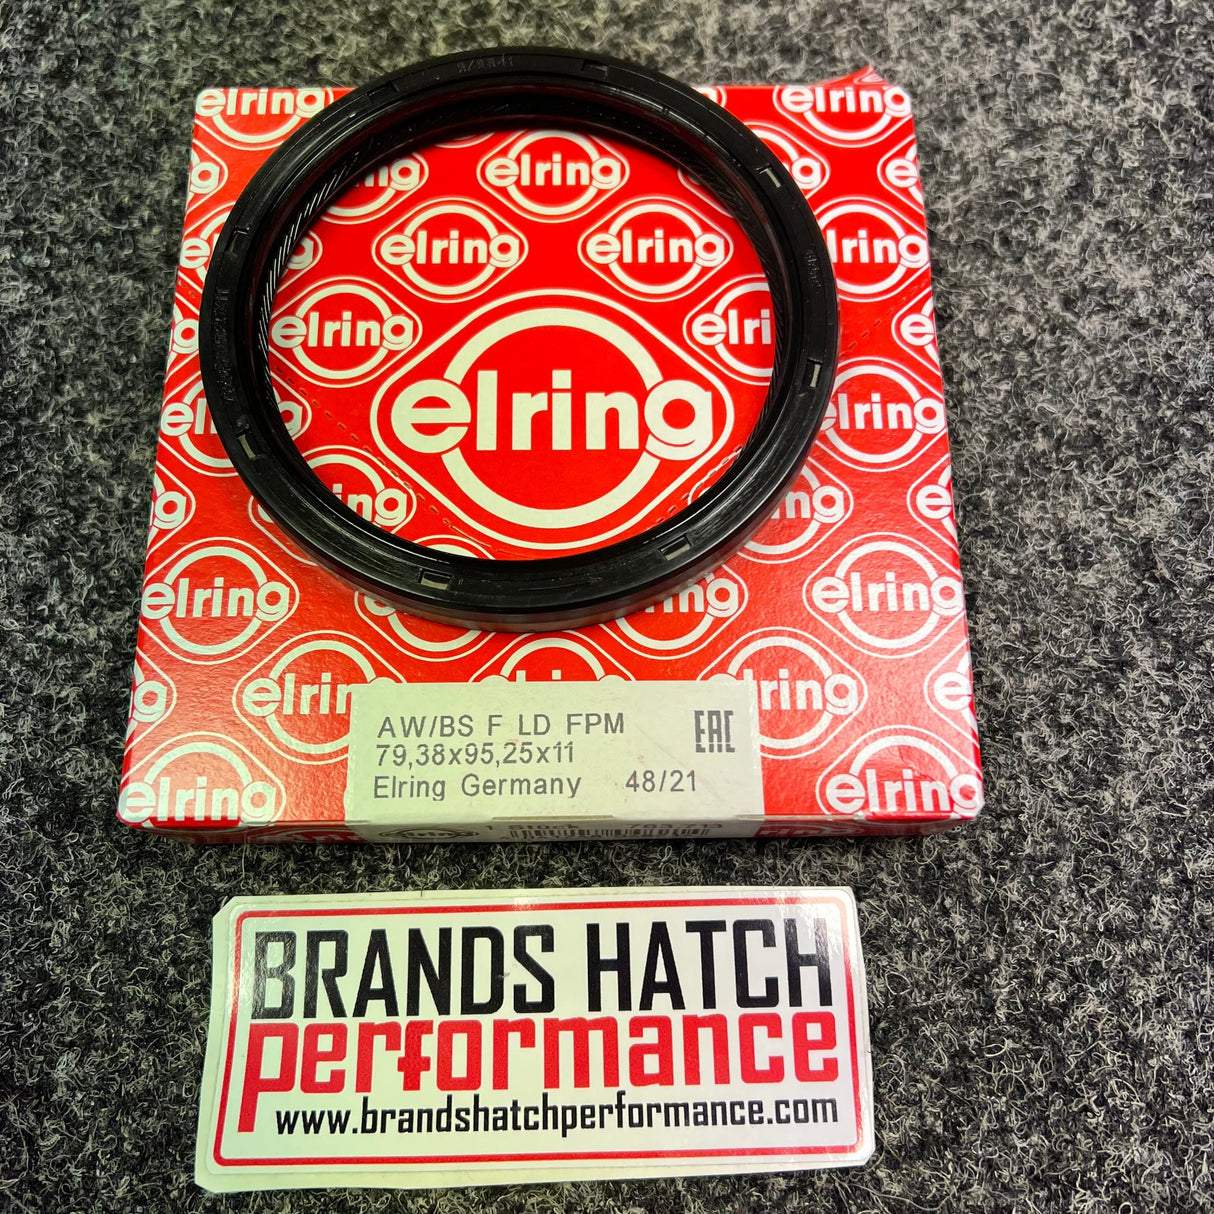 elring
AW/BS F LD FPM
79,38x95,25x11
Elring Germany 48/21
EAC
BRANDS HATCH
performance
www.brandshatchperformance.com